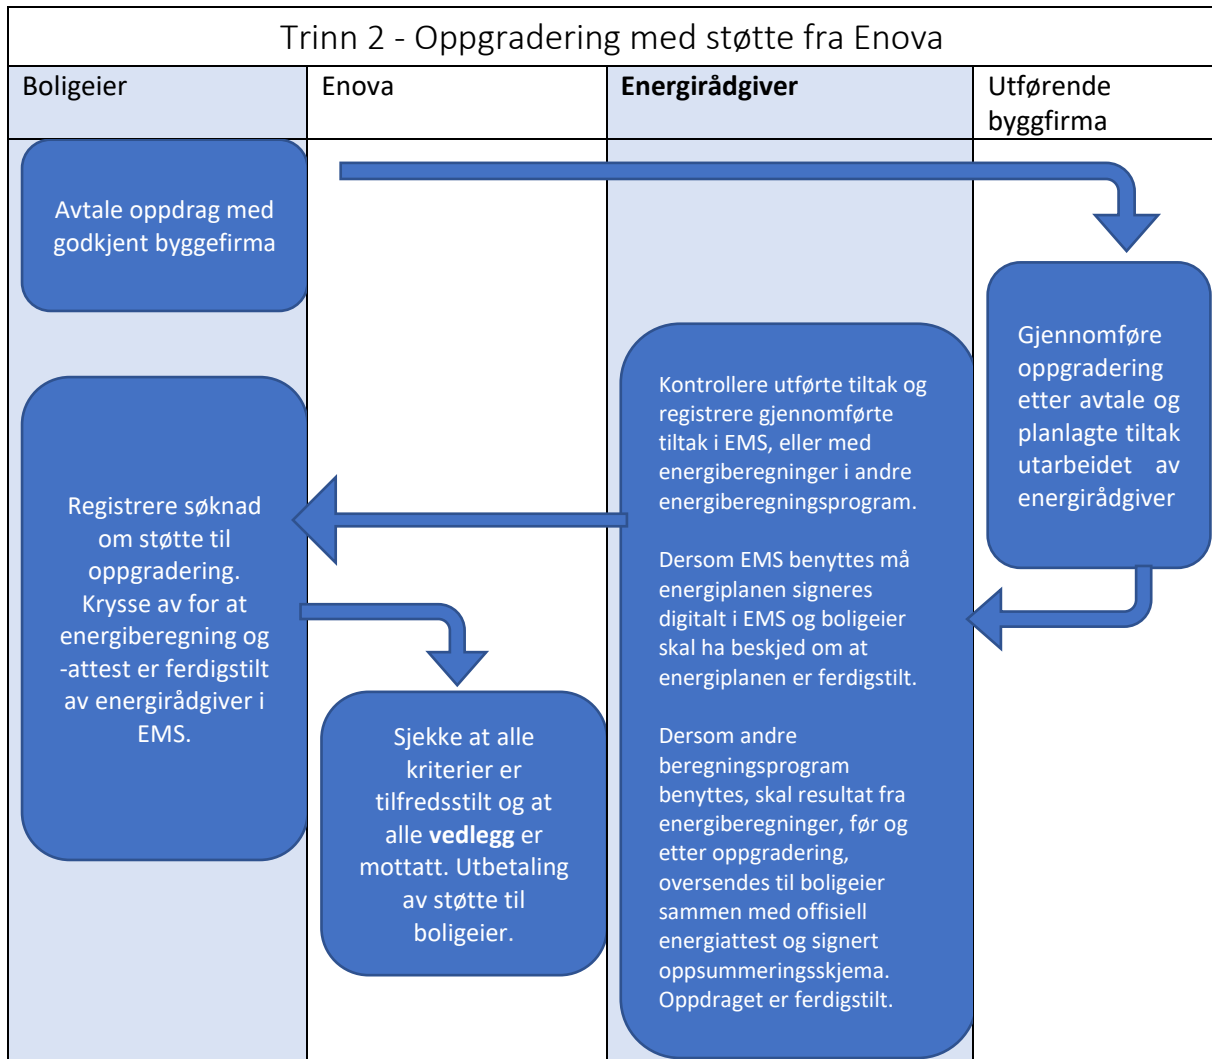 Trinn 2 - Oppgradering med støtte fra Enova
Boligeier
Enova
Energirådgiver
Utførende
byggfirma
Avtale oppdrag med
godkjent byggefirma
Gjennomføre
oppgradering
etter avtale og
planlagte tiltak
utarbeidet av
energirådgiver
Kontrollere utførte tiltak og
registrere gjennomførte
tiltak i EMS, eller med
energiberegninger i andre
energiberegningsprogram.
Dersom EMS benyttes må
energiplanen signeres
digitalt i EMS og boligeier
skal ha beskjed om at
energiplanen er ferdigstilt.
Dersom andre
beregningsprogram
benyttes, skal resultat fra
energiberegninger, før og
etter oppgradering,
oversendes til boligeier
sammen med offisiell
energiattest og signert
oppsummeringsskjema.
Oppdraget er ferdigstilt.
Registrere søknad
om støtte til
oppgradering.
Krysse av for at
energiberegning og
-attest er ferdigstilt
av energirådgiver i
EMS.
Sjekke at alle
kriterier er
tilfredsstilt og at
alle vedlegg er
mottatt. Utbetaling
av støtte til
boligeier.